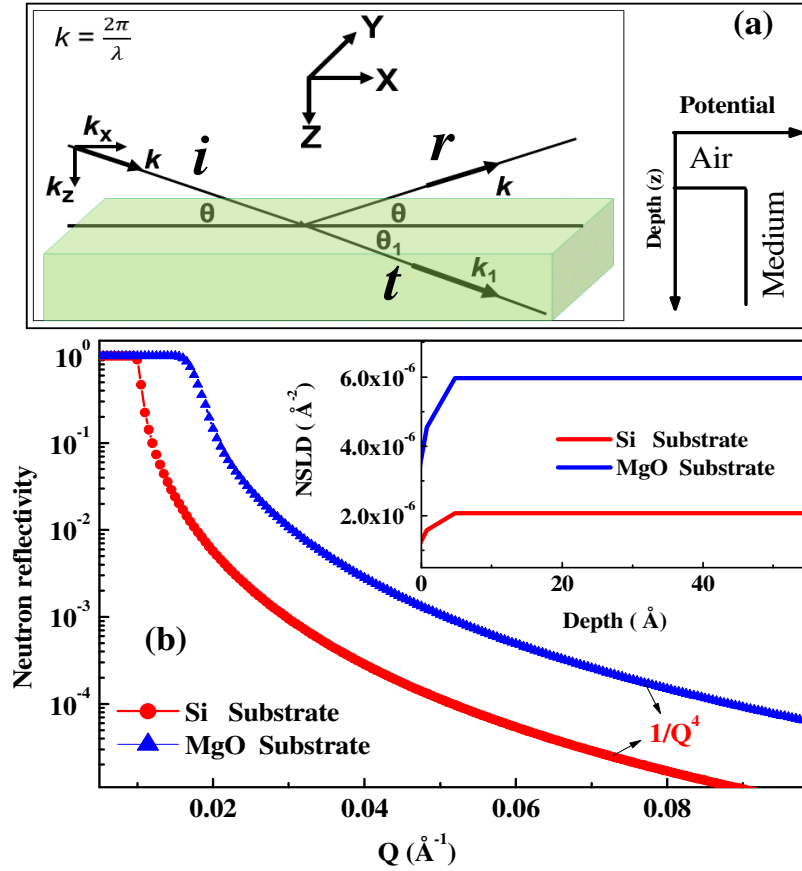 (a)
k = 2π/λ
Y
X
Z
kx
k
kz
i
r
k
θ
θ
θ1
k1
t
Potential
Air
Depth (z)
Medium
(b)
Neutron reflectivity
10^0
10^-1
10^-2
10^-3
10^-4
0.02
0.04
0.06
0.08
Q (Å^-1)
Si Substrate
MgO Substrate
1/Q^4
NSLD ( Å^-2)
6.0x10^-6
4.0x10^-6
2.0x10^-6
0
20
40
Depth ( Å)
Si Substrate
MgO Substrate